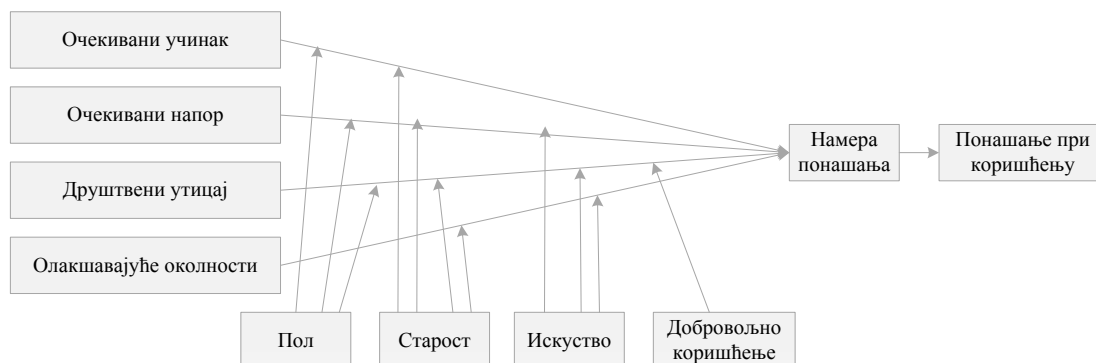 Очекивани учинак
Очекивани напор
Друштвени утицај
Олакшавајуће околности
Намера
понашања
Понашање при
коришћењу
Пол
Старост
Искуство
Добровољно
коришћење